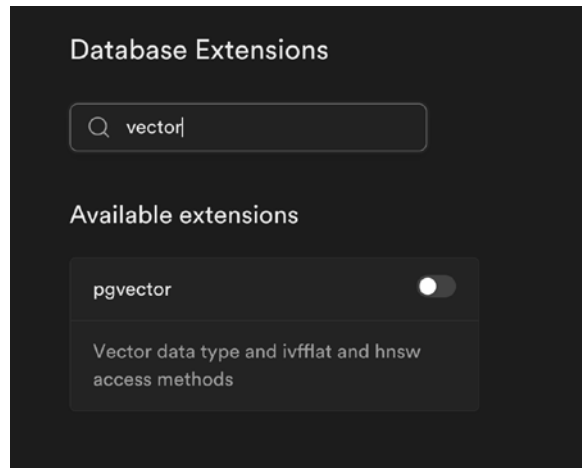 Database Extensions
vector
Available extensions
pgvector
Vector data type and ivfflat and hnsw
access methods